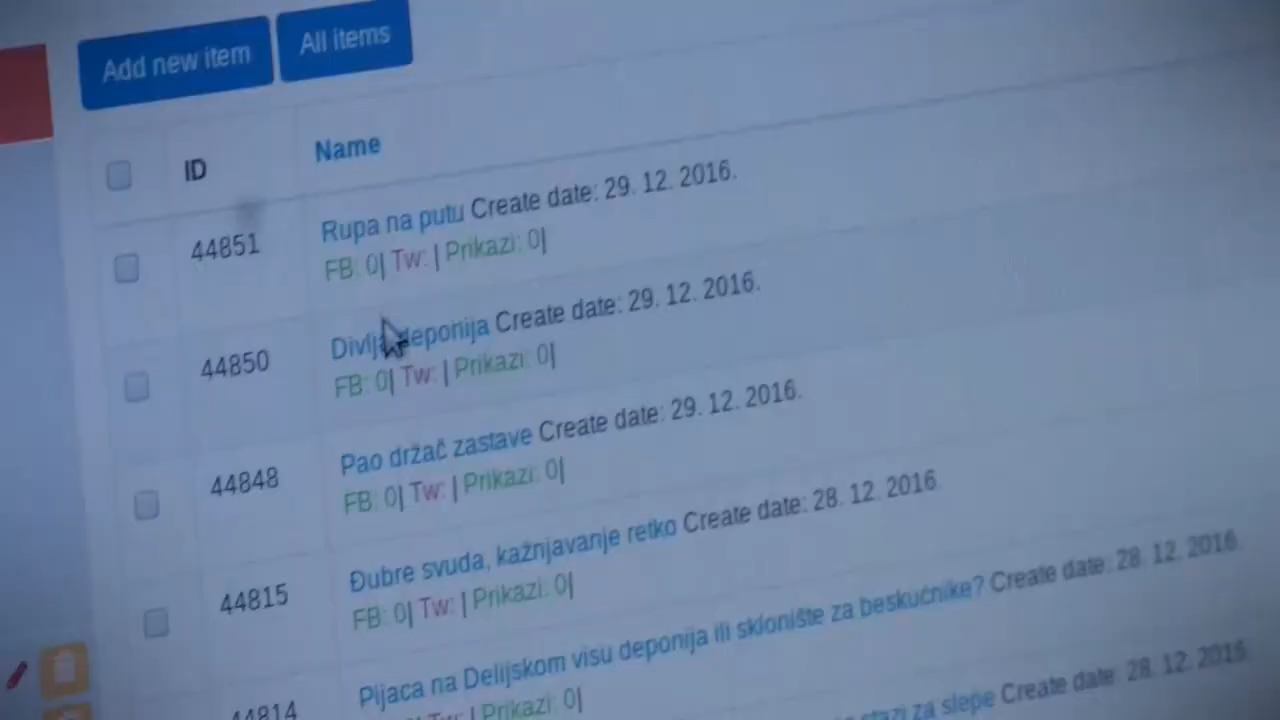 Add new item
All items
ID
Name
44851
Rupa na putu Create date: 29. 12. 2016.
FB: 0| Tw: | Prikazi: 0|
44850
Divlja deponija Create date: 29. 12. 2016.
FB: 0| Tw: | Prikazi: 0|
44848
Pao držač zastave Create date: 29. 12. 2016.
FB: 0| Tw: | Prikazi: 0|
44815
Đubre svuda, kažnjavanje retko Create date: 28. 12. 2016.
FB: 0| Tw: | Prikazi: 0|
44814
Pijaca na Delijskom visu deponija ili sklonište za beskućnike? Create date: 28. 12. 2016.
Tw: | Prikazi: 0|
stazi za slepe Create date: 28. 12. 2016.